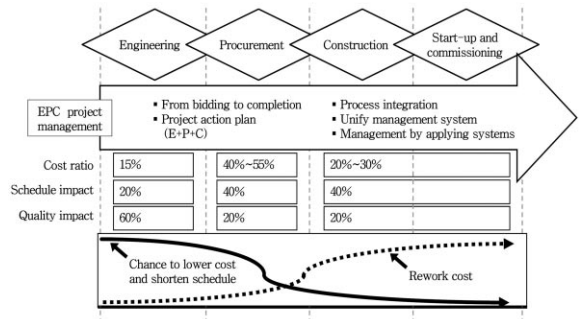 Engineering
Procurement
Construction
Start-up and
commissioning
EPC project
management
▪ From bidding to completion
▪ Project action plan
(E+P+C)
▪ Process integration
▪ Unify management system
▪ Management by applying systems
Cost ratio 15% 40%~55% 20%~30%
Schedule impact 20% 40% 40%
Quality impact 60% 20% 20%
Chance to lower cost
and shorten schedule
Rework cost